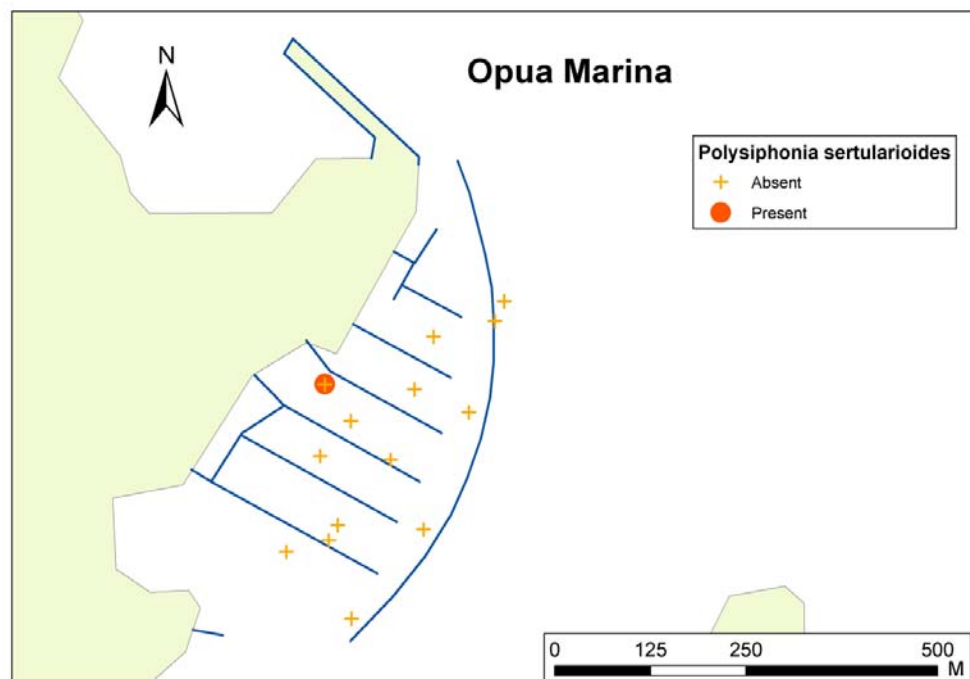 Opua Marina
N
Polysiphonia sertularioides
Absent
Present
0 125 250 500
M